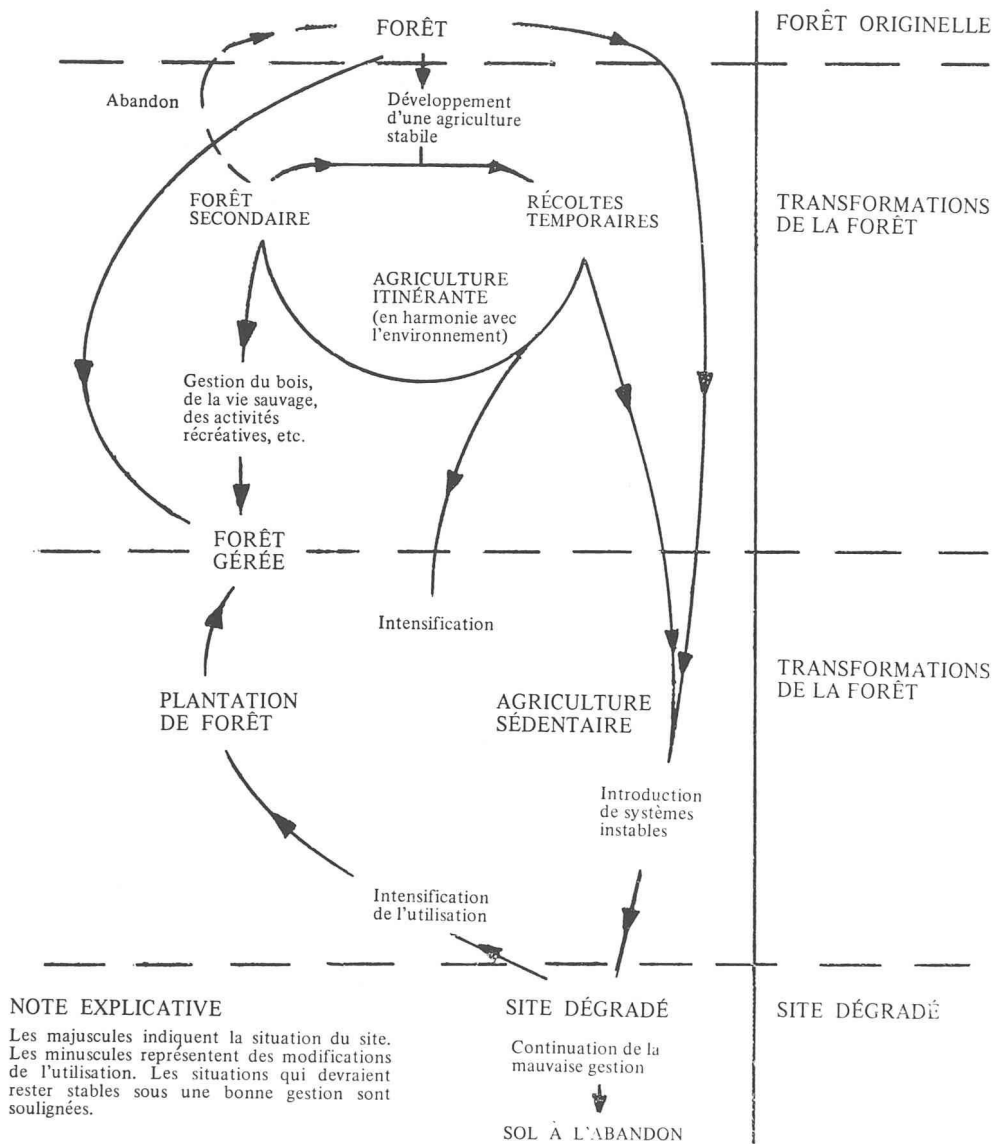 FORÊT
FORÊT ORIGINELLE
Abandon
Développement
d'une agriculture
stabile
FORÊT
SECONDAIRE
RÉCOLTES
TEMPORAIRES
TRANSFORMATIONS
DE LA FORÊT
AGRICULTURE
ITINÉRANTE
(en harmonie avec
l'environnement)
Gestion du bois,
de la vie sauvage,
des activités
récréatives, etc.
FORÊT
GÉRÉE
Intensification
PLANTATION
DE FORÊT
AGRICULTURE
SÉDENTAIRE
TRANSFORMATIONS
DE LA FORÊT
Introduction
de systèmes
instables
Intensification
de l'utilisation
NOTE EXPLICATIVE
Les majuscules indiquent la situation du site.
Les minuscules représentent des modifications
de l'utilisation. Les situations qui devraient
rester stables sous une bonne gestion sont
soulignées.
SITE DÉGRADÉ
SITE DÉGRADÉ
Continuation de la
mauvaise gestion
SOL À L'ABANDON